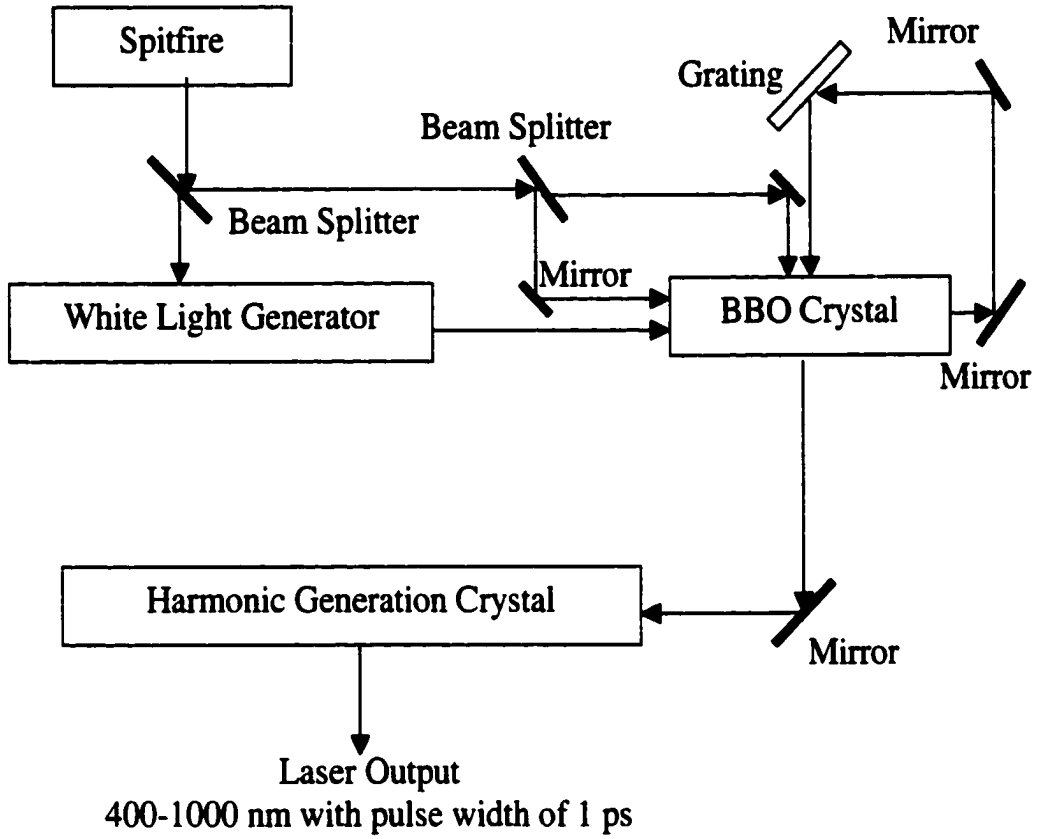 Spitfire
Mirror
Grating
Beam Splitter
Beam Splitter
Mirror
White Light Generator
BBO Crystal
Mirror
Harmonic Generation Crystal
Mirror
Laser Output
400-1000 nm with pulse width of 1 ps